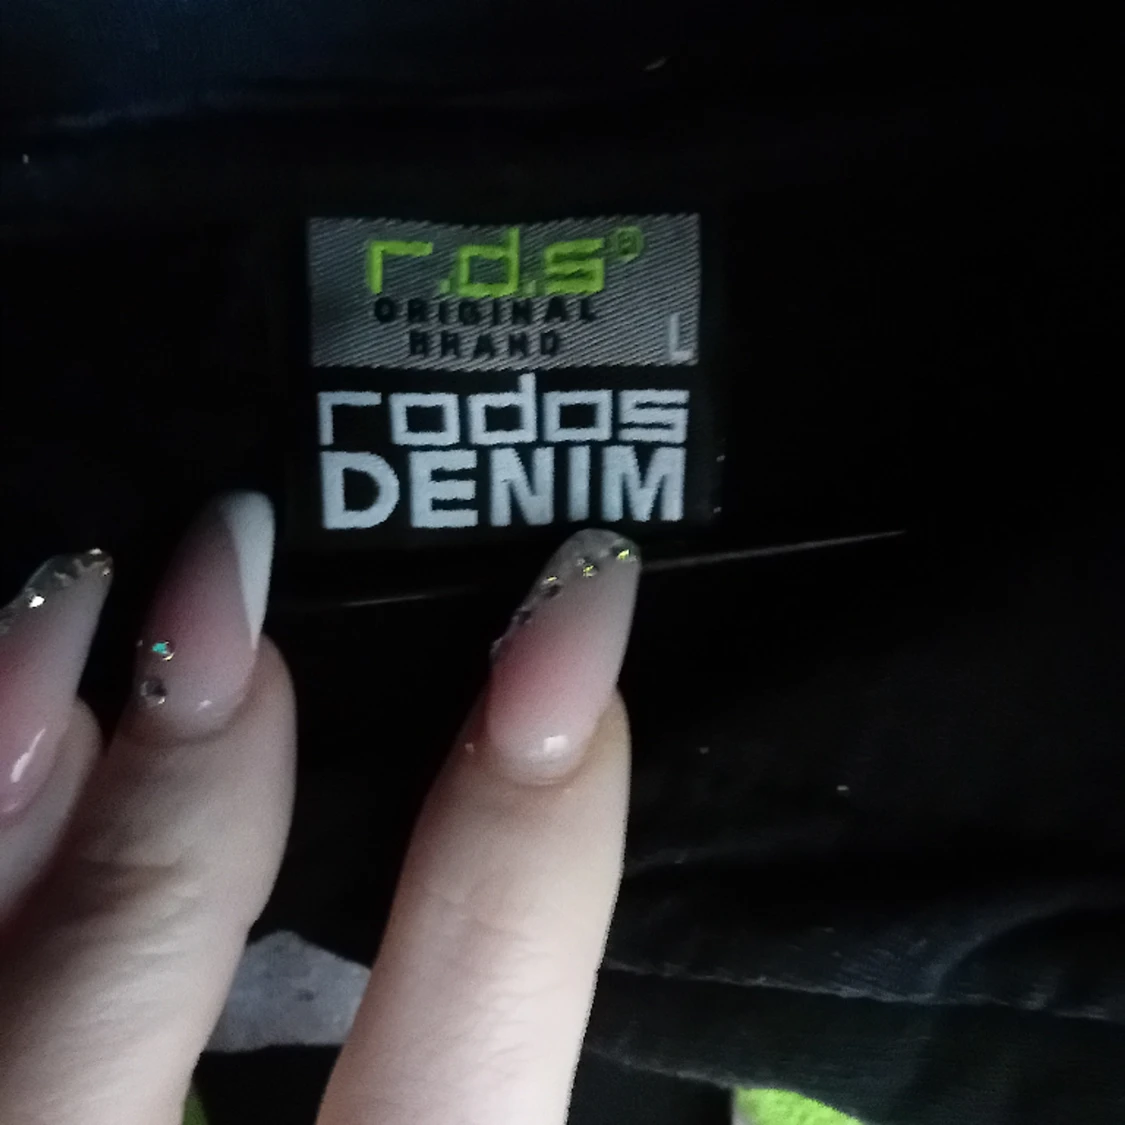 r.d.s®
ORIGINAL
BRAND
L
rodos
DENIM